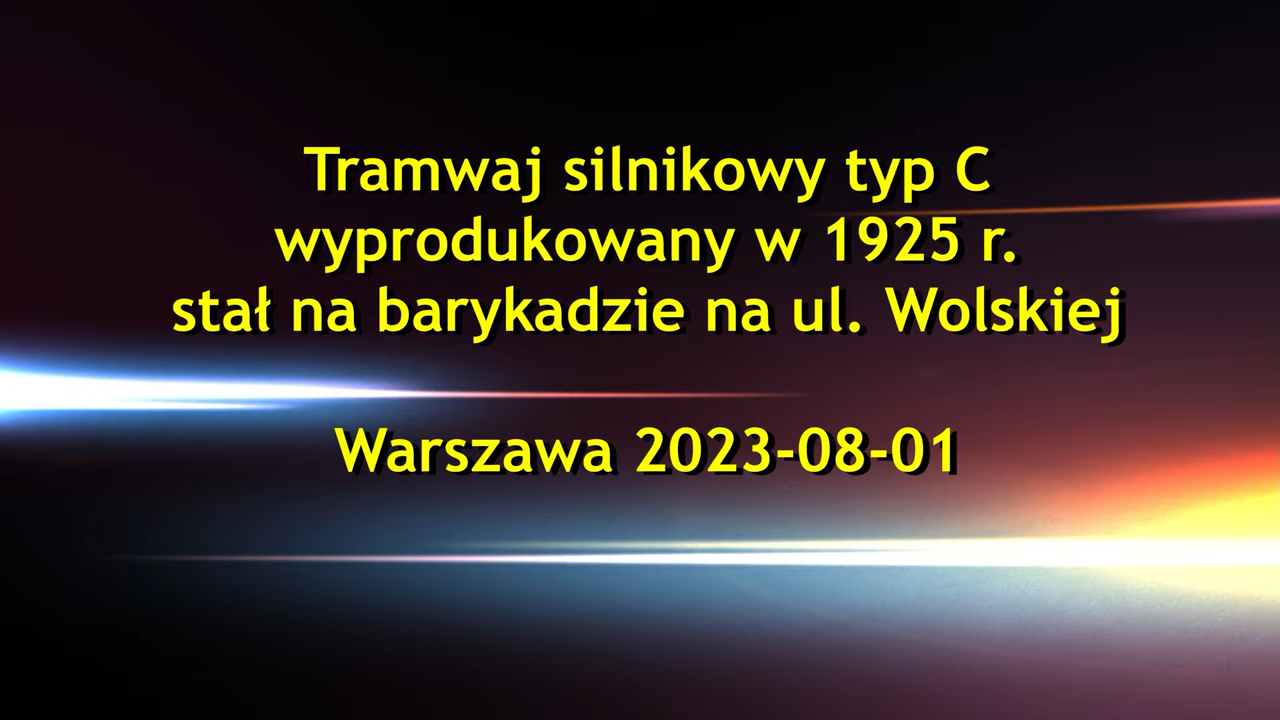 Tramwaj silnikowy typ C
wyprodukowany w 1925 r.
stał na barykadzie na ul. Wolskiej
Warszawa 2023-08-01